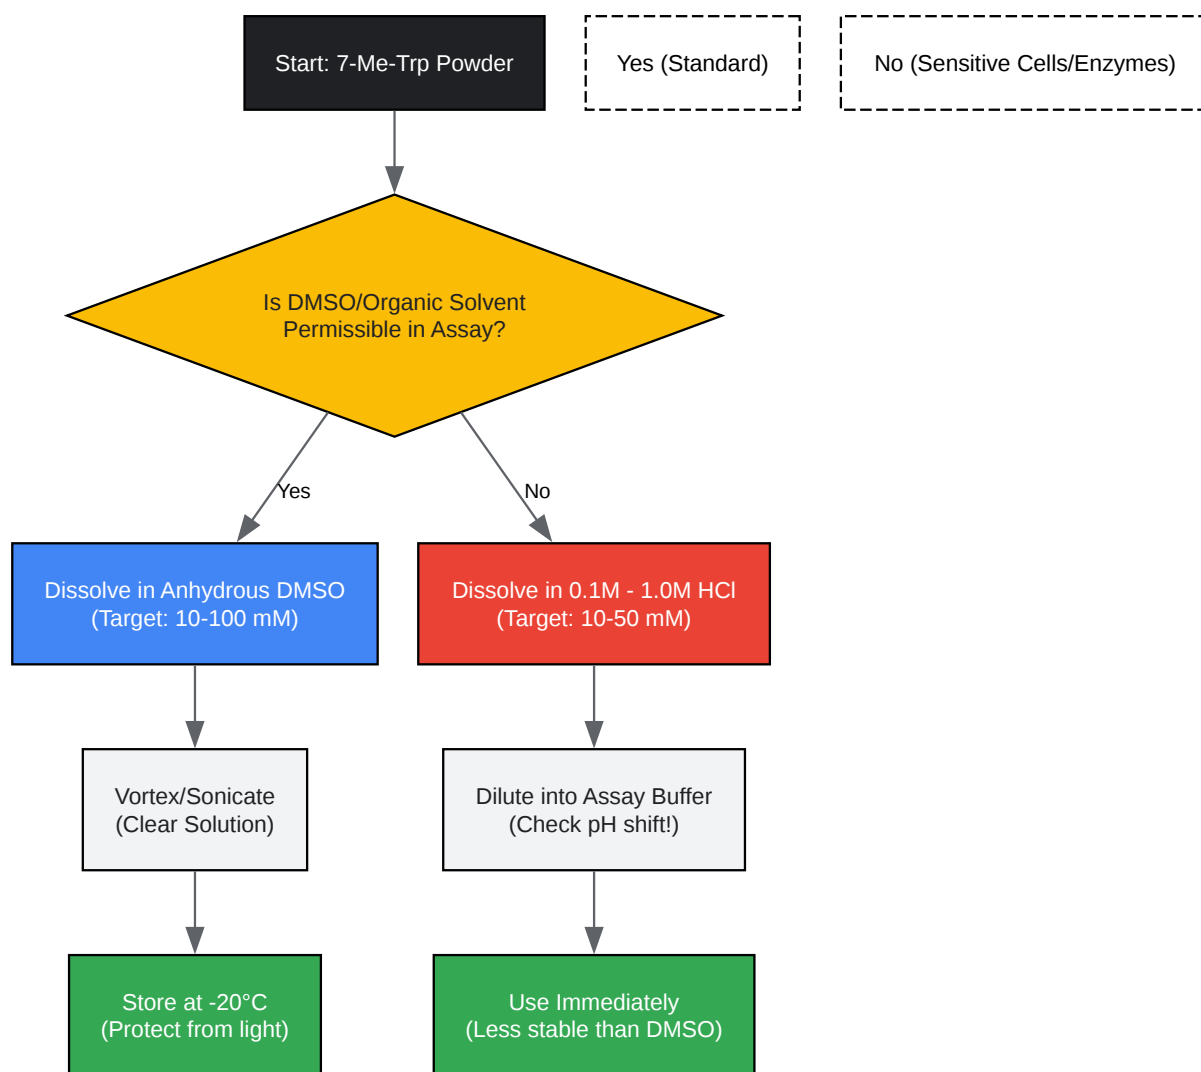 Start: 7-Me-Trp Powder
Yes (Standard)
No (Sensitive Cells/Enzymes)
Is DMSO/Organic Solvent
Permissible in Assay?
Yes
No
Dissolve in Anhydrous DMSO
(Target: 10-100 mM)
Dissolve in 0.1M - 1.0M HCl
(Target: 10-50 mM)
Vortex/Sonicate
(Clear Solution)
Dilute into Assay Buffer
(Check pH shift!)
Store at -20°C
(Protect from light)
Use Immediately
(Less stable than DMSO)